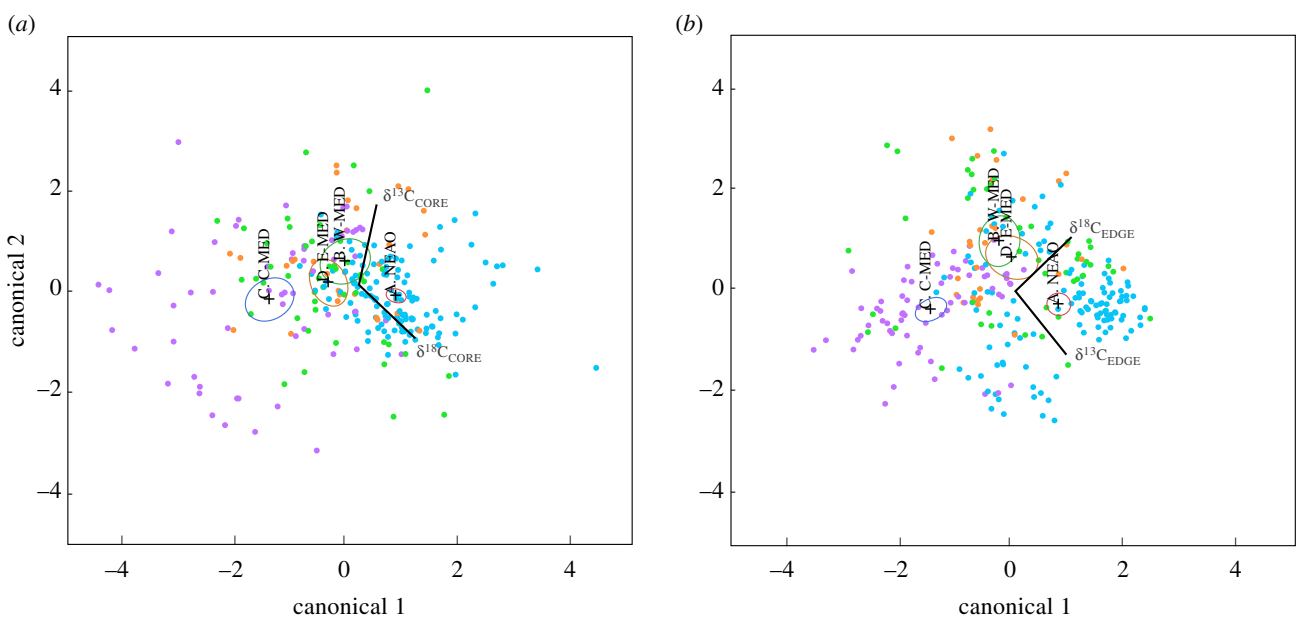 (a)
(b)
canonical 2
4
2
0
–2
–4
–4
–2
0
2
4
canonical 1
C. C-MED
D. E-MED
B. W-MED
A. NEAO
δ13CCORE
δ18CCORE
4
2
0
–2
–4
–4
–2
0
2
4
canonical 1
C. C-MED
B. W-MED
D. E-MED
A. NEAO
δ18CEDGE
δ13CEDGE